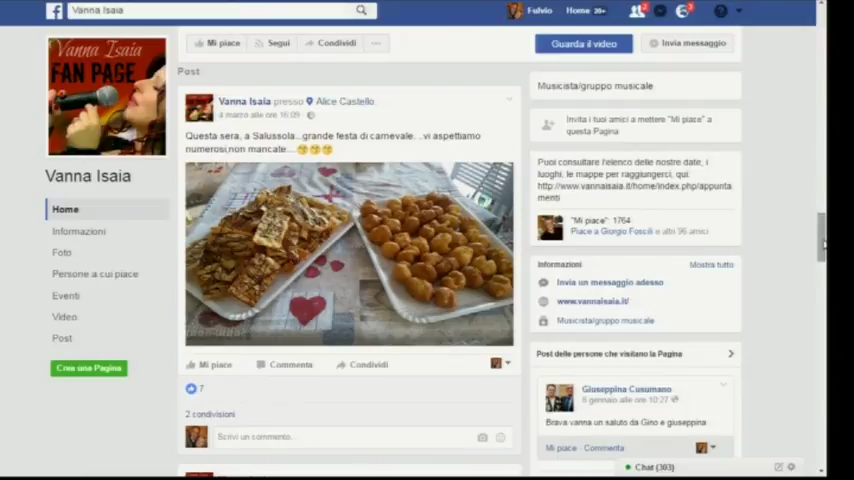 Vanna Isaia
Fulvio
Home 20+
2
3
Vanna Isaia
FAN PAGE
Mi piace
Segui
Condividi
Guarda il video
Invia messaggio
Post
Vanna Isaia presso Alice Castello
4 marzo alle ore 16:09
Questa sera, a Salussola...grande festa di carnevale. ..vi aspettiamo
numerosi,non mancate....
Vanna Isaia
Home
Informazioni
Foto
Persone a cui piace
Eventi
Video
Post
Crea una Pagina
Mi piace
Commenta
Condividi
7
2 condivisioni
Scrivi un commento...
Musicista/gruppo musicale
Invita i tuoi amici a mettere "Mi piace" a
questa Pagina
Puoi consultare l'elenco delle nostre date, i
luoghi, le mappe per raggiungerci, qui:
http://www.vannaisaia.it/home/index.php/appunta
menti
"Mi piace": 1764
Piace a Giorgio Foscili e altri 96 amici
Informazioni
Mostra tutto
Invia un messaggio adesso
www.vannaisaia.it/
Musicista/gruppo musicale
Post delle persone che visitano la Pagina
Giuseppina Cusumano
8 gennaio alle ore 10:27
Brava vanna un saluto da Gino e giuseppina
Mi piace · Commenta
Chat (303)